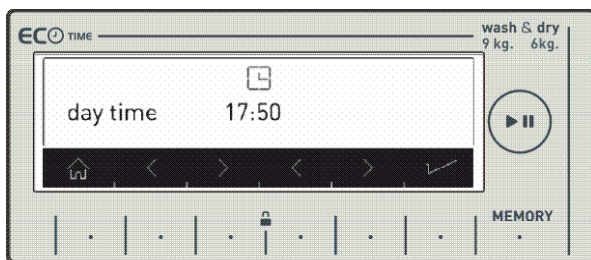 ECO TIME
wash & dry
9 kg. 6kg.
day time 17:50
MEMORY